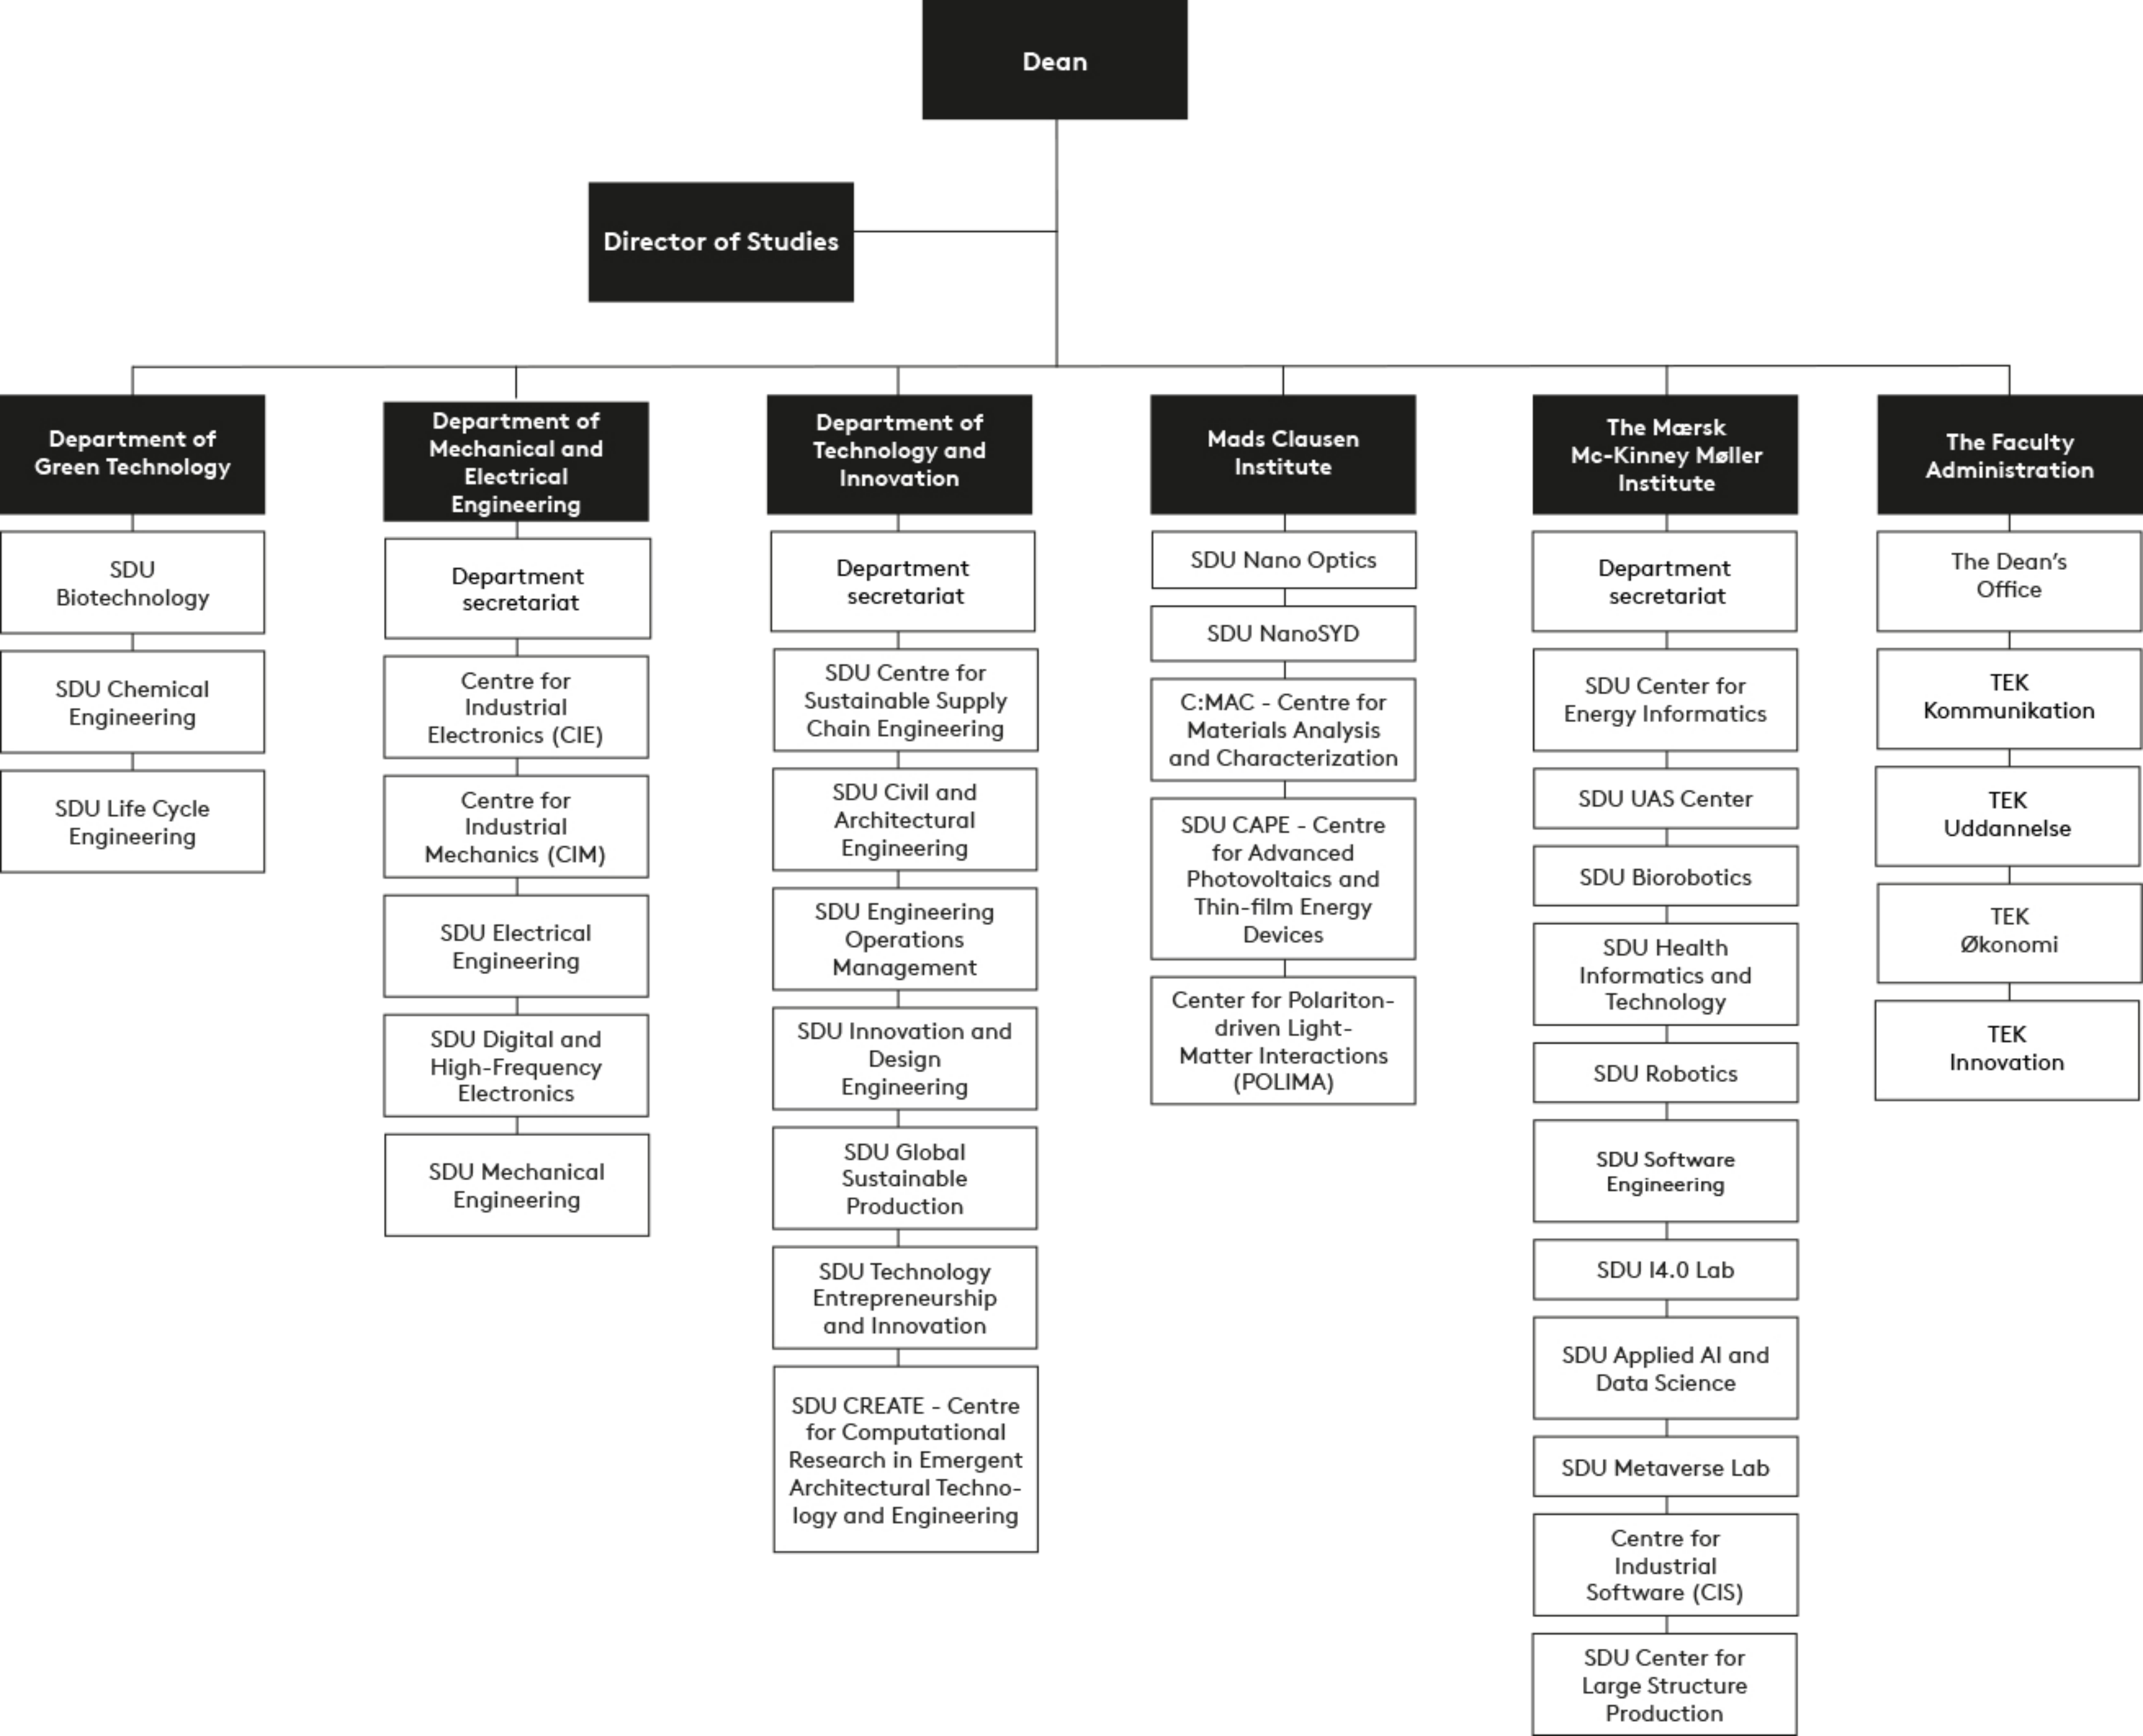 Dean
Director of Studies
Department of
Green Technology
SDU
Biotechnology
SDU Chemical
Engineering
SDU Life Cycle
Engineering
Department of
Mechanical and
Electrical
Engineering
Department
secretariat
Centre for
Industrial
Electronics (CIE)
Centre for
Industrial
Mechanics (CIM)
SDU Electrical
Engineering
SDU Digital and
High-Frequency
Electronics
SDU Mechanical
Engineering
Department of
Technology and
Innovation
Department
secretariat
SDU Centre for
Sustainable Supply
Chain Engineering
SDU Civil and
Architectural
Engineering
SDU Engineering
Operations
Management
SDU Innovation and
Design
Engineering
SDU Global
Sustainable
Production
SDU Technology
Entrepreneurship
and Innovation
SDU CREATE - Centre
for Computational
Research in Emergent
Architectural Techno-
logy and Engineering
Mads Clausen
Institute
SDU Nano Optics
SDU NanoSYD
C:MAC - Centre for
Materials Analysis
and Characterization
SDU CAPE - Centre
for Advanced
Photovoltaics and
Thin-film Energy
Devices
Center for Polariton-
driven Light-
Matter Interactions
(POLIMA)
The Mærsk
Mc-Kinney Møller
Institute
Department
secretariat
SDU Center for
Energy Informatics
SDU UAS Center
SDU Biorobotics
SDU Health
Informatics and
Technology
SDU Robotics
SDU Software
Engineering
SDU I4.0 Lab
SDU Applied AI and
Data Science
SDU Metaverse Lab
Centre for
Industrial
Software (CIS)
SDU Center for
Large Structure
Production
The Faculty
Administration
The Dean’s
Office
TEK
Kommunikation
TEK
Uddannelse
TEK
Økonomi
TEK
Innovation